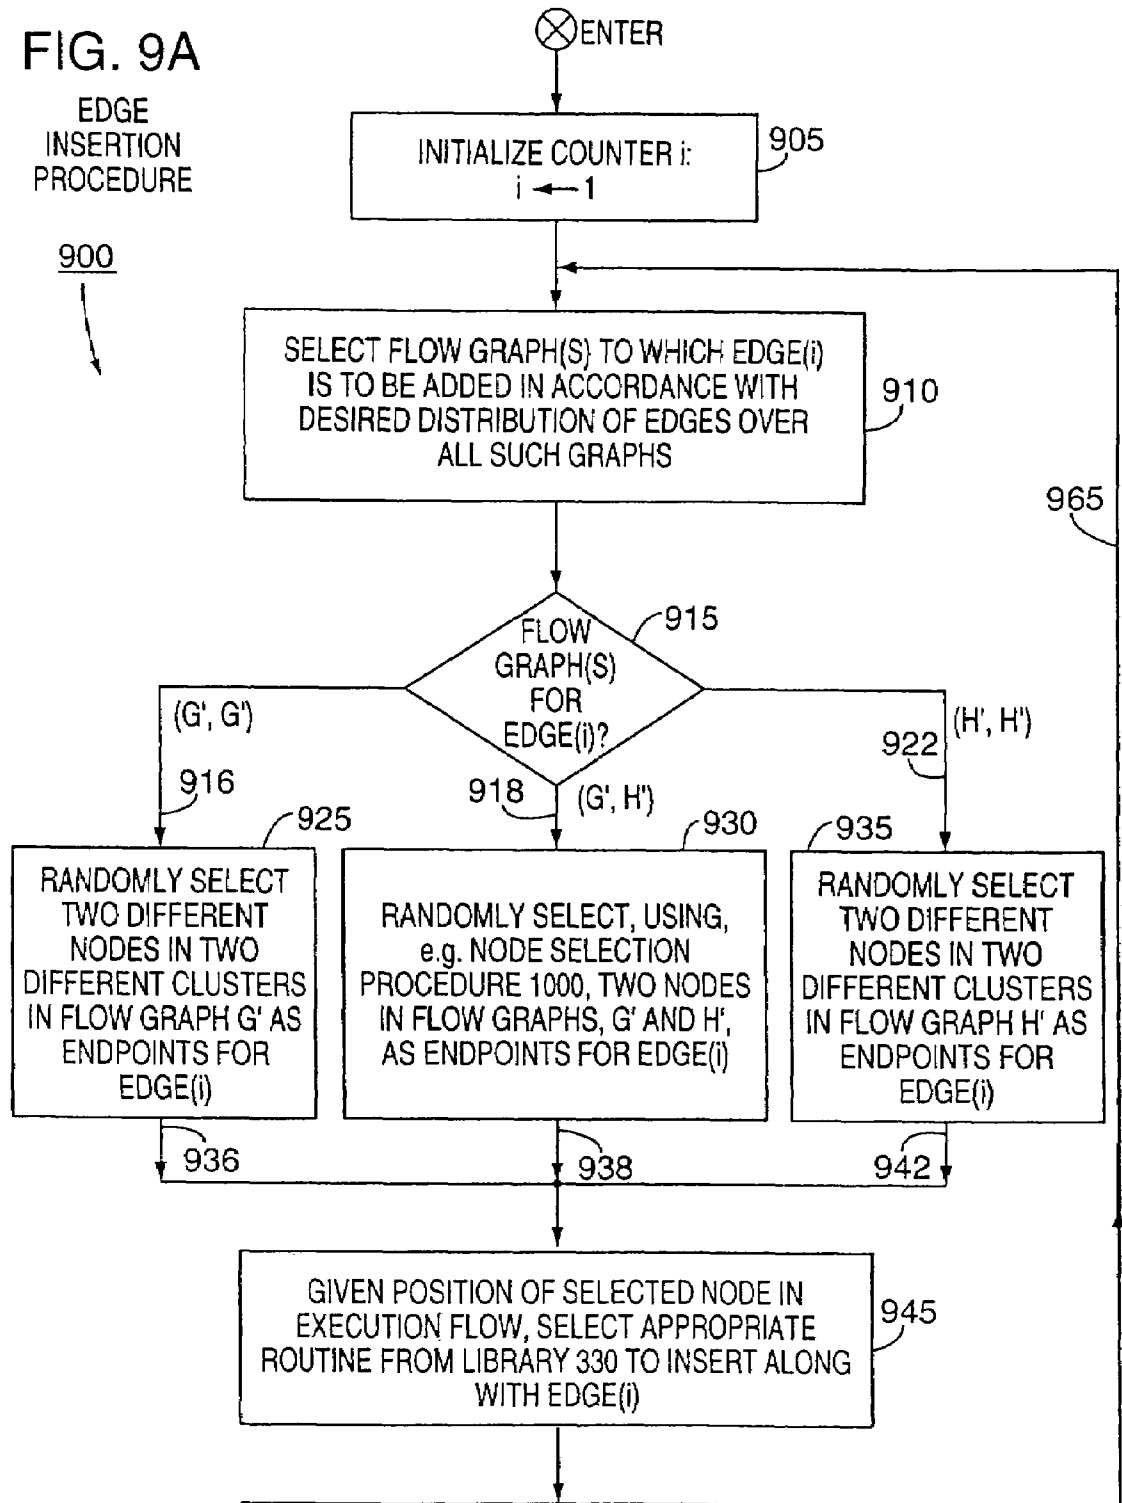 FIG. 9A
EDGE
INSERTION
PROCEDURE
900
ENTER
INITIALIZE COUNTER i:
i ← 1
905
SELECT FLOW GRAPH(S) TO WHICH EDGE(i)
IS TO BE ADDED IN ACCORDANCE WITH
DESIRED DISTRIBUTION OF EDGES OVER
ALL SUCH GRAPHS
910
965
FLOW
GRAPH(S)
FOR
EDGE(i)?
915
(G', G')
916
918
(G', H')
922
(H', H')
925
RANDOMLY SELECT
TWO DIFFERENT
NODES IN TWO
DIFFERENT CLUSTERS
IN FLOW GRAPH G' AS
ENDPOINTS FOR
EDGE(i)
930
RANDOMLY SELECT, USING,
e.g. NODE SELECTION
PROCEDURE 1000, TWO NODES
IN FLOW GRAPHS, G' AND H',
AS ENDPOINTS FOR EDGE(i)
935
RANDOMLY SELECT
TWO DIFFERENT
NODES IN TWO
DIFFERENT CLUSTERS
IN FLOW GRAPH H' AS
ENDPOINTS FOR
EDGE(i)
936
938
942
GIVEN POSITION OF SELECTED NODE IN
EXECUTION FLOW, SELECT APPROPRIATE
ROUTINE FROM LIBRARY 330 TO INSERT ALONG
WITH EDGE(i)
945